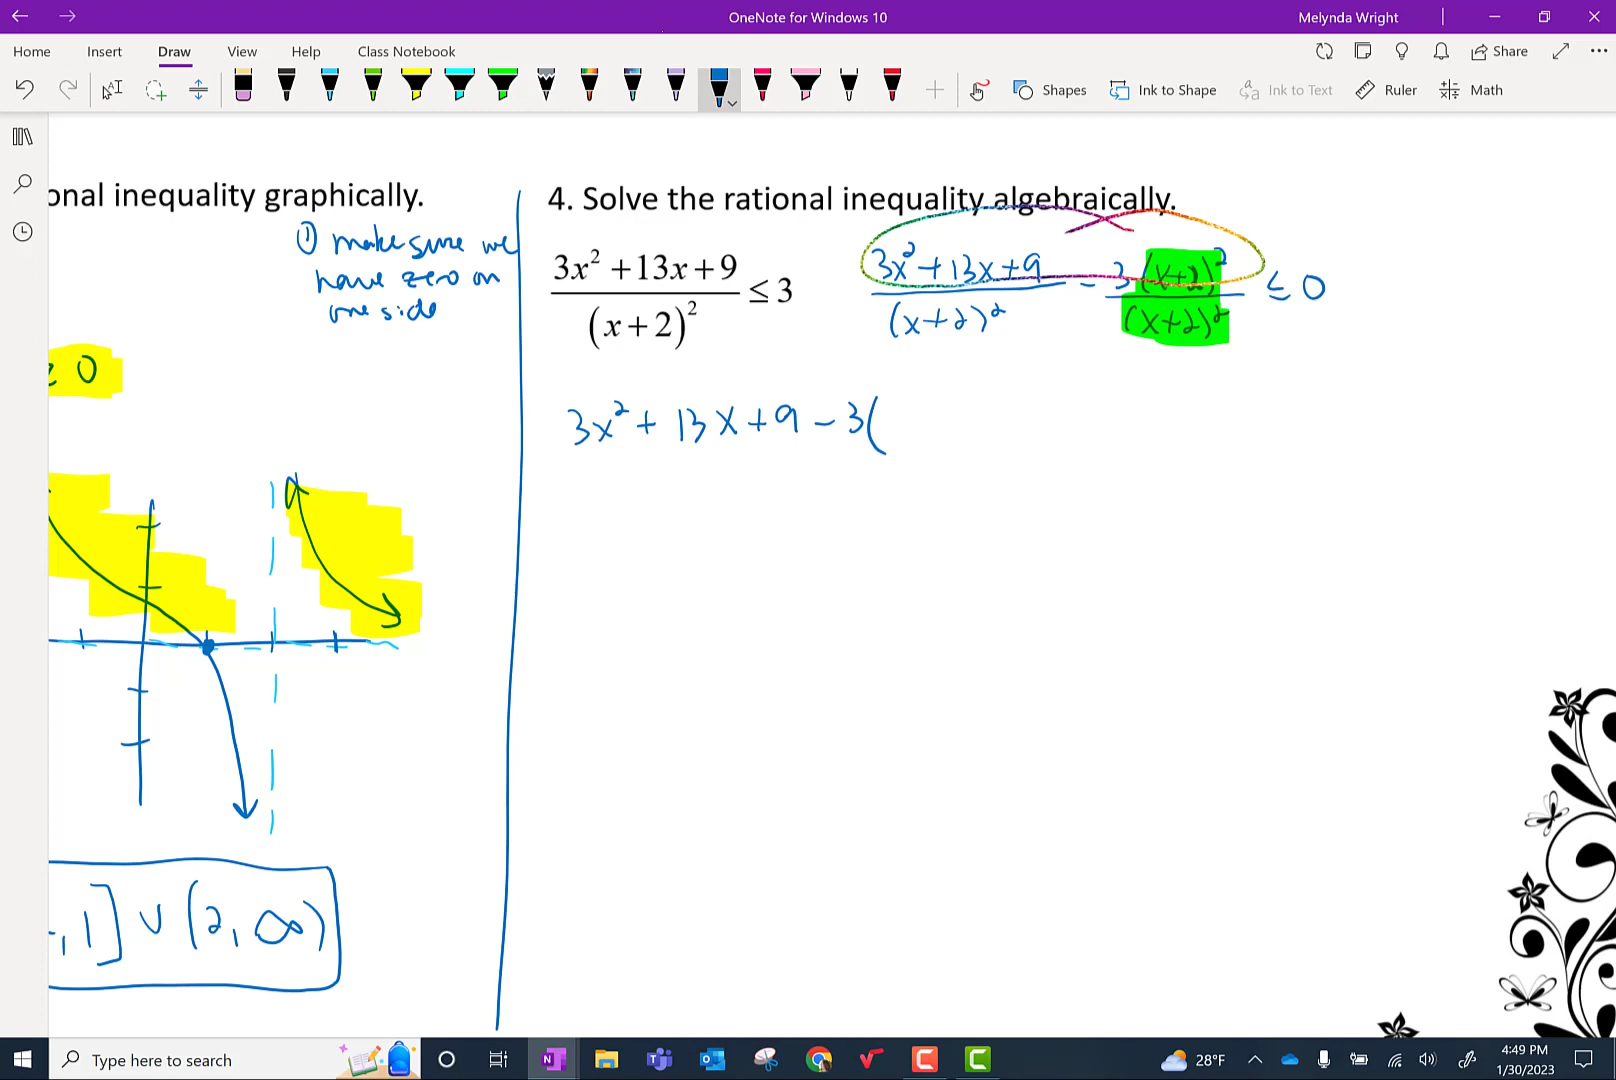 OneNote for Windows 10
Melynda Wright
Home Insert Draw View Help Class Notebook
Share
Shapes Ink to Shape Ink to Text Ruler Math
onal inequality graphically.
① make sure we
have zero on
one side
≥ 0
, 1] ∪ (2, ∞)
4. Solve the rational inequality algebraically.
(3x² + 13x + 9)/(x + 2)² ≤ 3
(3x² + 13x + 9)/(x + 2)² - 3(x + 2)²/(x + 2)² ≤ 0
3x² + 13x + 9 - 3(
Type here to search
28°F
4:49 PM
1/30/2023